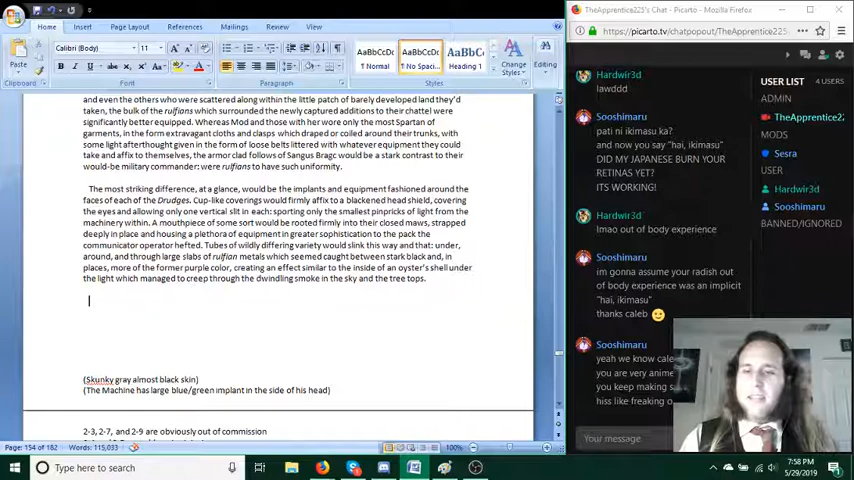 TheApprentice225's Chat - Picarto - Mozilla Firefox
Home Insert Page Layout References Mailings Review View
https://picarto.tv/chatpopout/TheApprentice225
Paste
Calibri (Body)
11
AaBbCcDc AaBbCcDc AaBbCc
¶ Normal ¶ No Spaci... Heading 1
Change Styles
Editing
Clipboard Font Paragraph Styles
and even the others who were scattered along within the little patch of barely developed land they'd
taken, the bulk of the rulfians which surrounded the newly captured additions to their chattel were
significantly better equipped. Whereas Mod and those with her wore only the most Spartan of
garments, in the form extravagant cloths and clasps which draped or coiled around their trunks, with
some light afterthought given in the form of loose belts littered with whatever equipment they could
take and affix to themselves, the armor clad follows of Sangus Bragc would be a stark contrast to their
would-be military commander: were rulfians to have such uniformity.
The most striking difference, at a glance, would be the implants and equipment fashioned around the
faces of each of the Drudges. Cup-like coverings would firmly affix to a blackened head shield, covering
the eyes and allowing only one vertical slit in each: sporting only the smallest pinpricks of light from the
machinery within. A mouthpiece of some sort would be rooted firmly into their closed maws, strapped
deeply in place and housing a plethora of equipment in greater sophistication to the pack the
communicator operator hefted. Tubes of wildly differing variety would slink this way and that: under,
around, and through large slabs of rulfian metals which seemed caught between stark black and, in
places, more of the former purple color, creating an effect similar to the inside of an oyster's shell under
the light which managed to creep through the dwindling smoke in the sky and the tree tops.
(Skunky gray almost black skin)
(The Machine has large blue/green implant in the side of his head)
2-3, 2-7, and 2-9 are obviously out of commission
Page: 154 of 182 Words: 115,033
100%
Type here to search
Hardwir3d
lawddd
Sooshimaru
pati ni ikimasu ka?
and now you say "hai, ikimasu"
DID MY JAPANESE BURN YOUR
RETINAS YET?
ITS WORKING!
Hardwir3d
lmao out of body experience
Sooshimaru
im gonna assume your radish out
of body experience was an implicit
"hai, ikimasu"
thanks caleb
Sooshimaru
yeah we know cale
you are very anime
you keep making s
hiss like freaking o
Your message
USER LIST 4 USERS
ADMIN
TheApprentice2
MODS
Sesra
Hardwir3d
Sooshimaru
BANNED/IGNORED
7:58 PM
5/29/2019